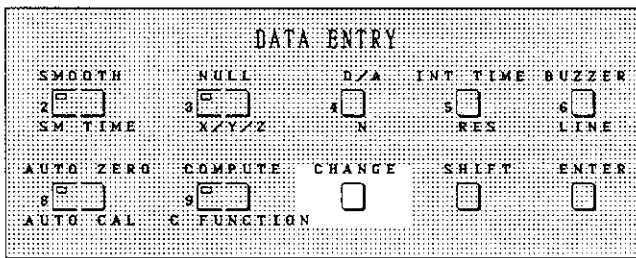 DATA ENTRY
SMOOTH NULL D/A INT TIME BUZZER
2 3 4 5 6
SM TIME X/Y/Z N RES LINE
AUTO ZERO COMPUTE CHANGE SHIFT ENTER
8 9
AUTO CAL C FUNCTION